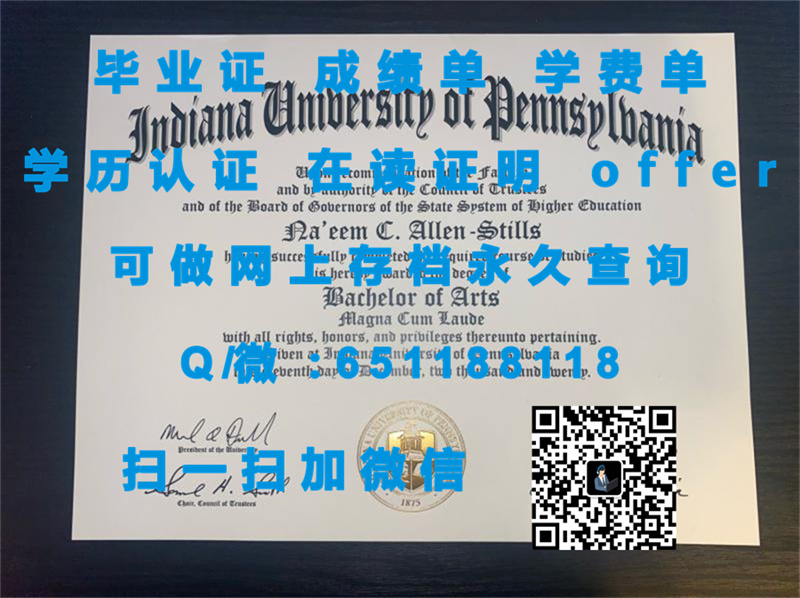 毕业证 成绩单 学费单
Indiana University of Pennsylvania
学历认证 在读证明 offer
and by authority of the Council of Trustees
and of the Board of Governors of the State System of Higher Education
Na'eem C. Allen-Stills
可做网上存档永久查询
Bachelor of Arts
Magna Cum Laude
with all rights, honors, and privileges thereunto pertaining.
Q/微:651188118
President of the University
扫一扫加微信
Chair, Council of Trustees
1875